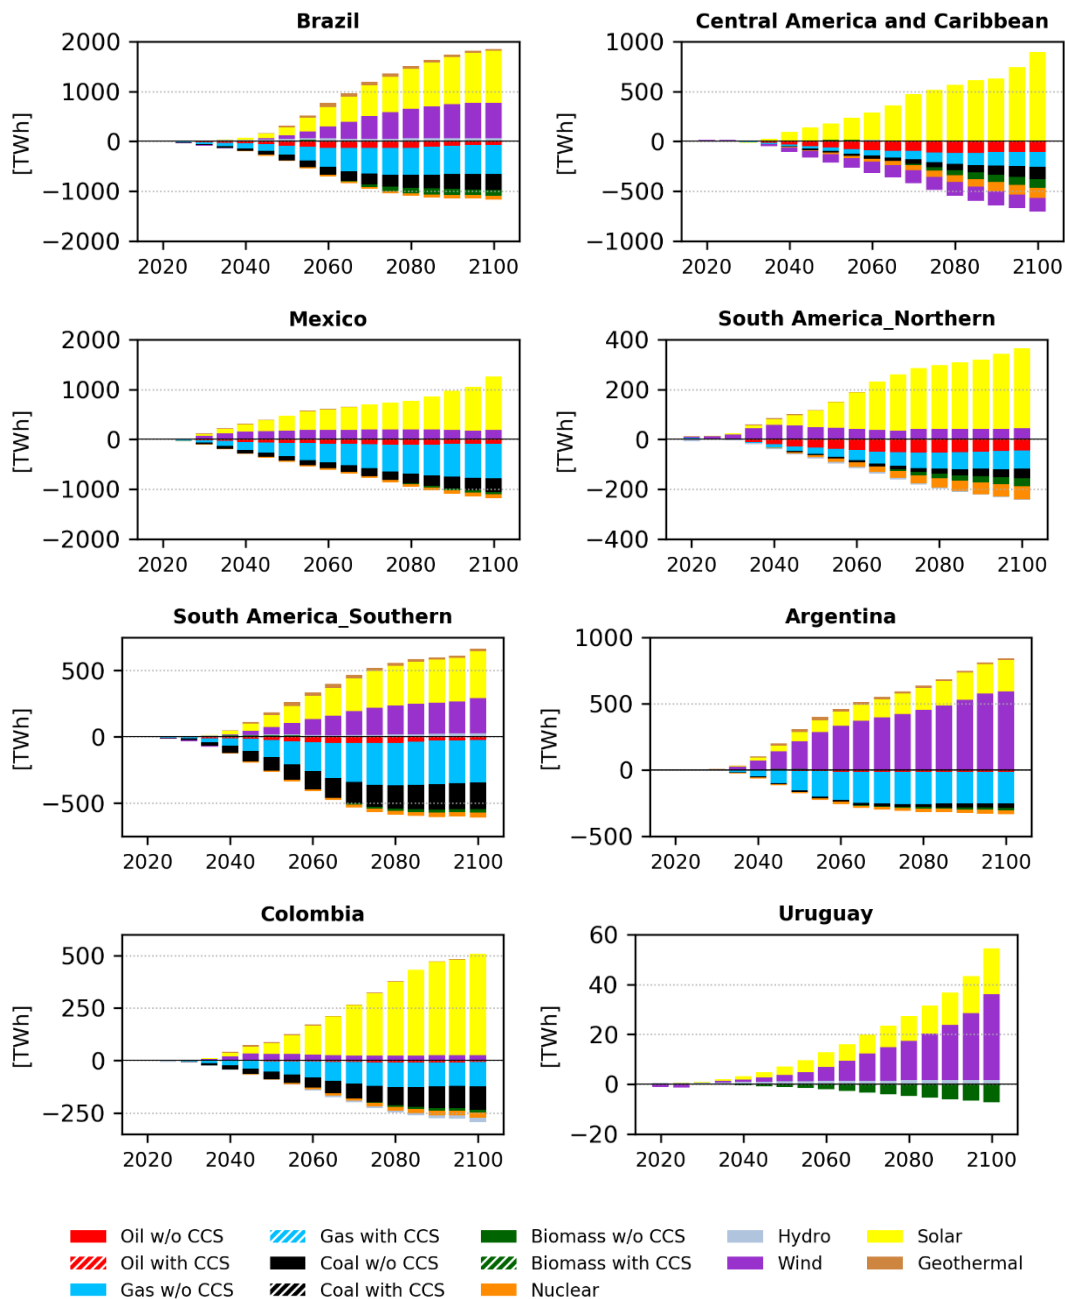 Brazil
Central America and Caribbean
2000
1000
0
−1000
−2000
[TWh]
2020 2040 2060 2080 2100
1000
500
0
−500
−1000
[TWh]
2020 2040 2060 2080 2100
Mexico
South America_Northern
2000
1000
0
−1000
−2000
[TWh]
2020 2040 2060 2080 2100
400
200
0
−200
−400
[TWh]
2020 2040 2060 2080 2100
South America_Southern
Argentina
500
0
−500
[TWh]
2020 2040 2060 2080 2100
1000
500
0
−500
[TWh]
2020 2040 2060 2080 2100
Colombia
Uruguay
500
250
0
−250
[TWh]
2020 2040 2060 2080 2100
60
40
20
0
−20
[TWh]
2020 2040 2060 2080 2100
Oil w/o CCS
Oil with CCS
Gas w/o CCS
Gas with CCS
Coal w/o CCS
Coal with CCS
Biomass w/o CCS
Biomass with CCS
Nuclear
Hydro
Wind
Solar
Geothermal